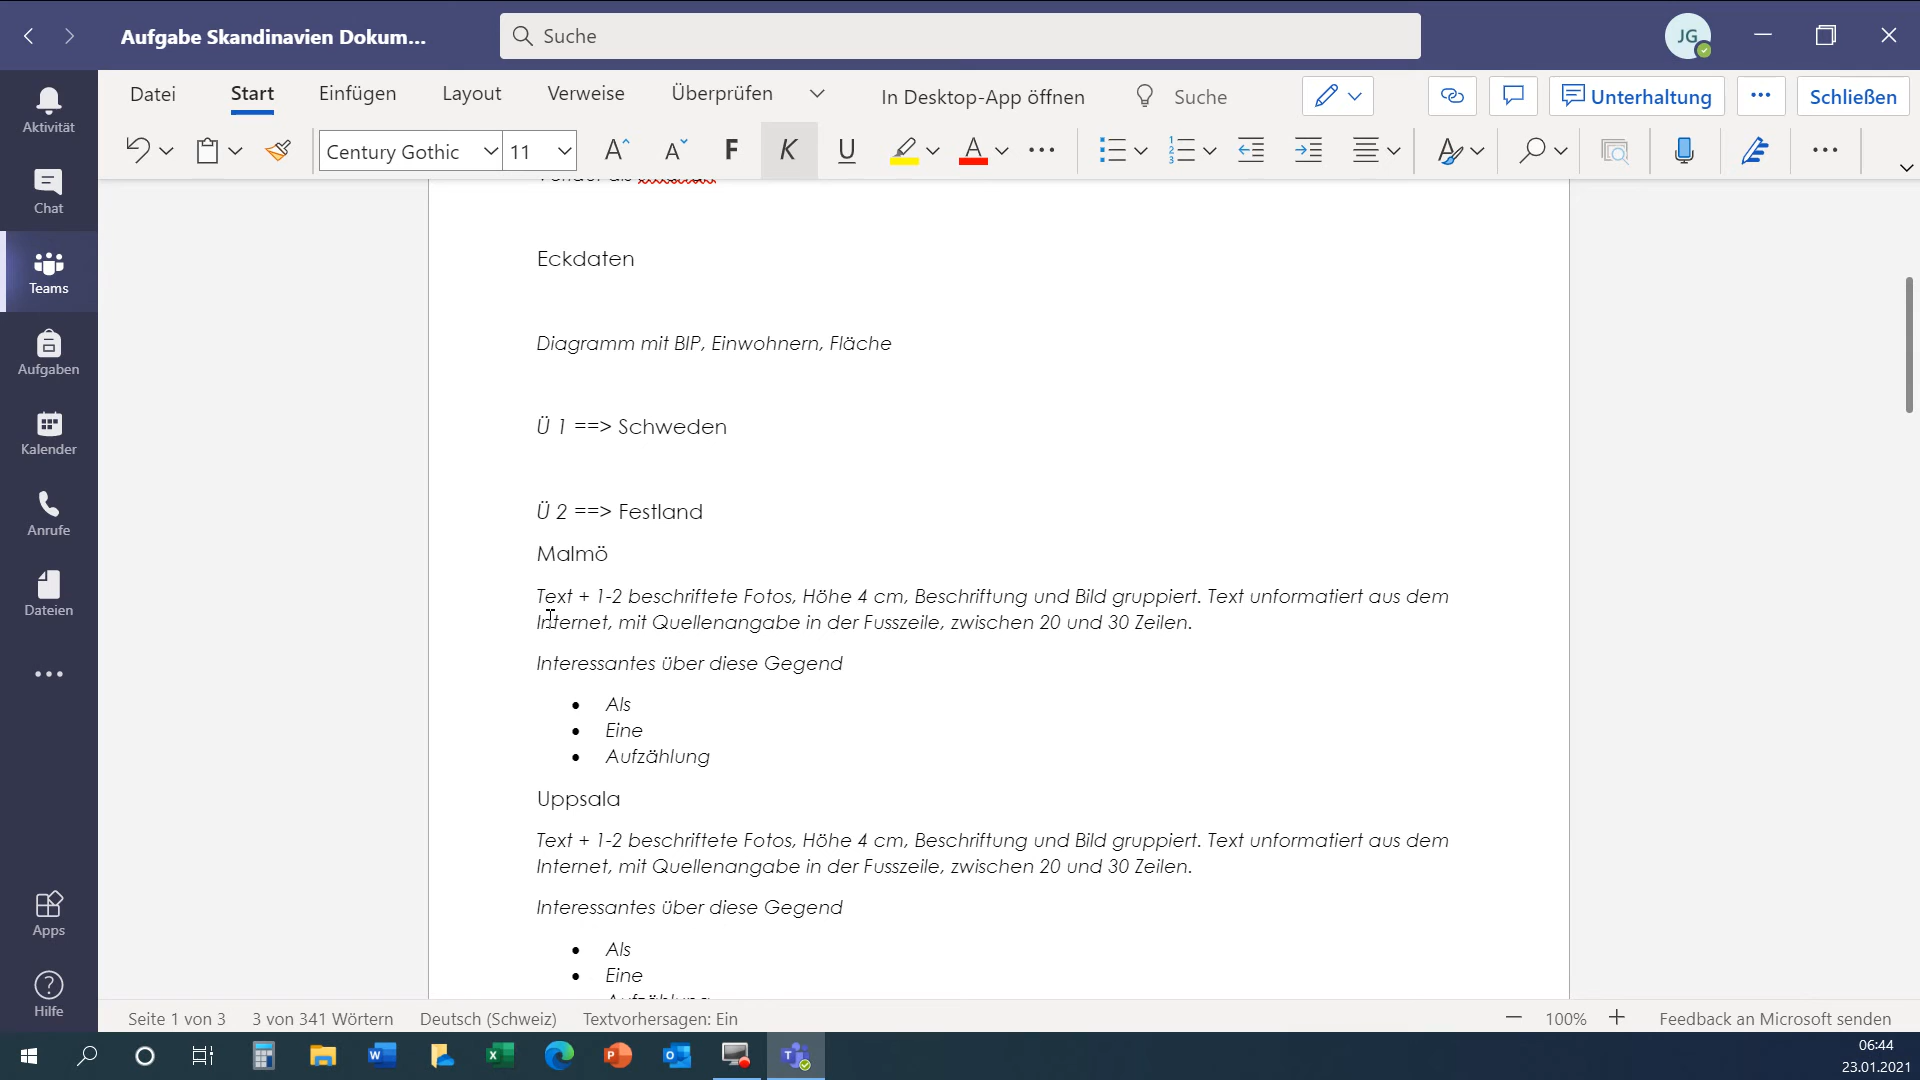 Aufgabe Skandinavien Dokum...
Suche
JG
Aktivität
Chat
Teams
Aufgaben
Kalender
Anrufe
Dateien
Apps
Hilfe
Datei Start Einfügen Layout Verweise Überprüfen In Desktop-App öffnen Suche Unterhaltung Schließen
Century Gothic 11 A A F K U A
Eckdaten
Diagramm mit BIP, Einwohnern, Fläche
Ü 1 ==> Schweden
Ü 2 ==> Festland
Malmö
Text + 1-2 beschriftete Fotos, Höhe 4 cm, Beschriftung und Bild gruppiert. Text unformatiert aus dem
Internet, mit Quellenangabe in der Fusszeile, zwischen 20 und 30 Zeilen.
Interessantes über diese Gegend
• Als
• Eine
• Aufzählung
Uppsala
Text + 1-2 beschriftete Fotos, Höhe 4 cm, Beschriftung und Bild gruppiert. Text unformatiert aus dem
Internet, mit Quellenangabe in der Fusszeile, zwischen 20 und 30 Zeilen.
Interessantes über diese Gegend
• Als
• Eine
Seite 1 von 3 3 von 341 Wörtern Deutsch (Schweiz) Textvorhersagen: Ein 100% Feedback an Microsoft senden
06:44
23.01.2021